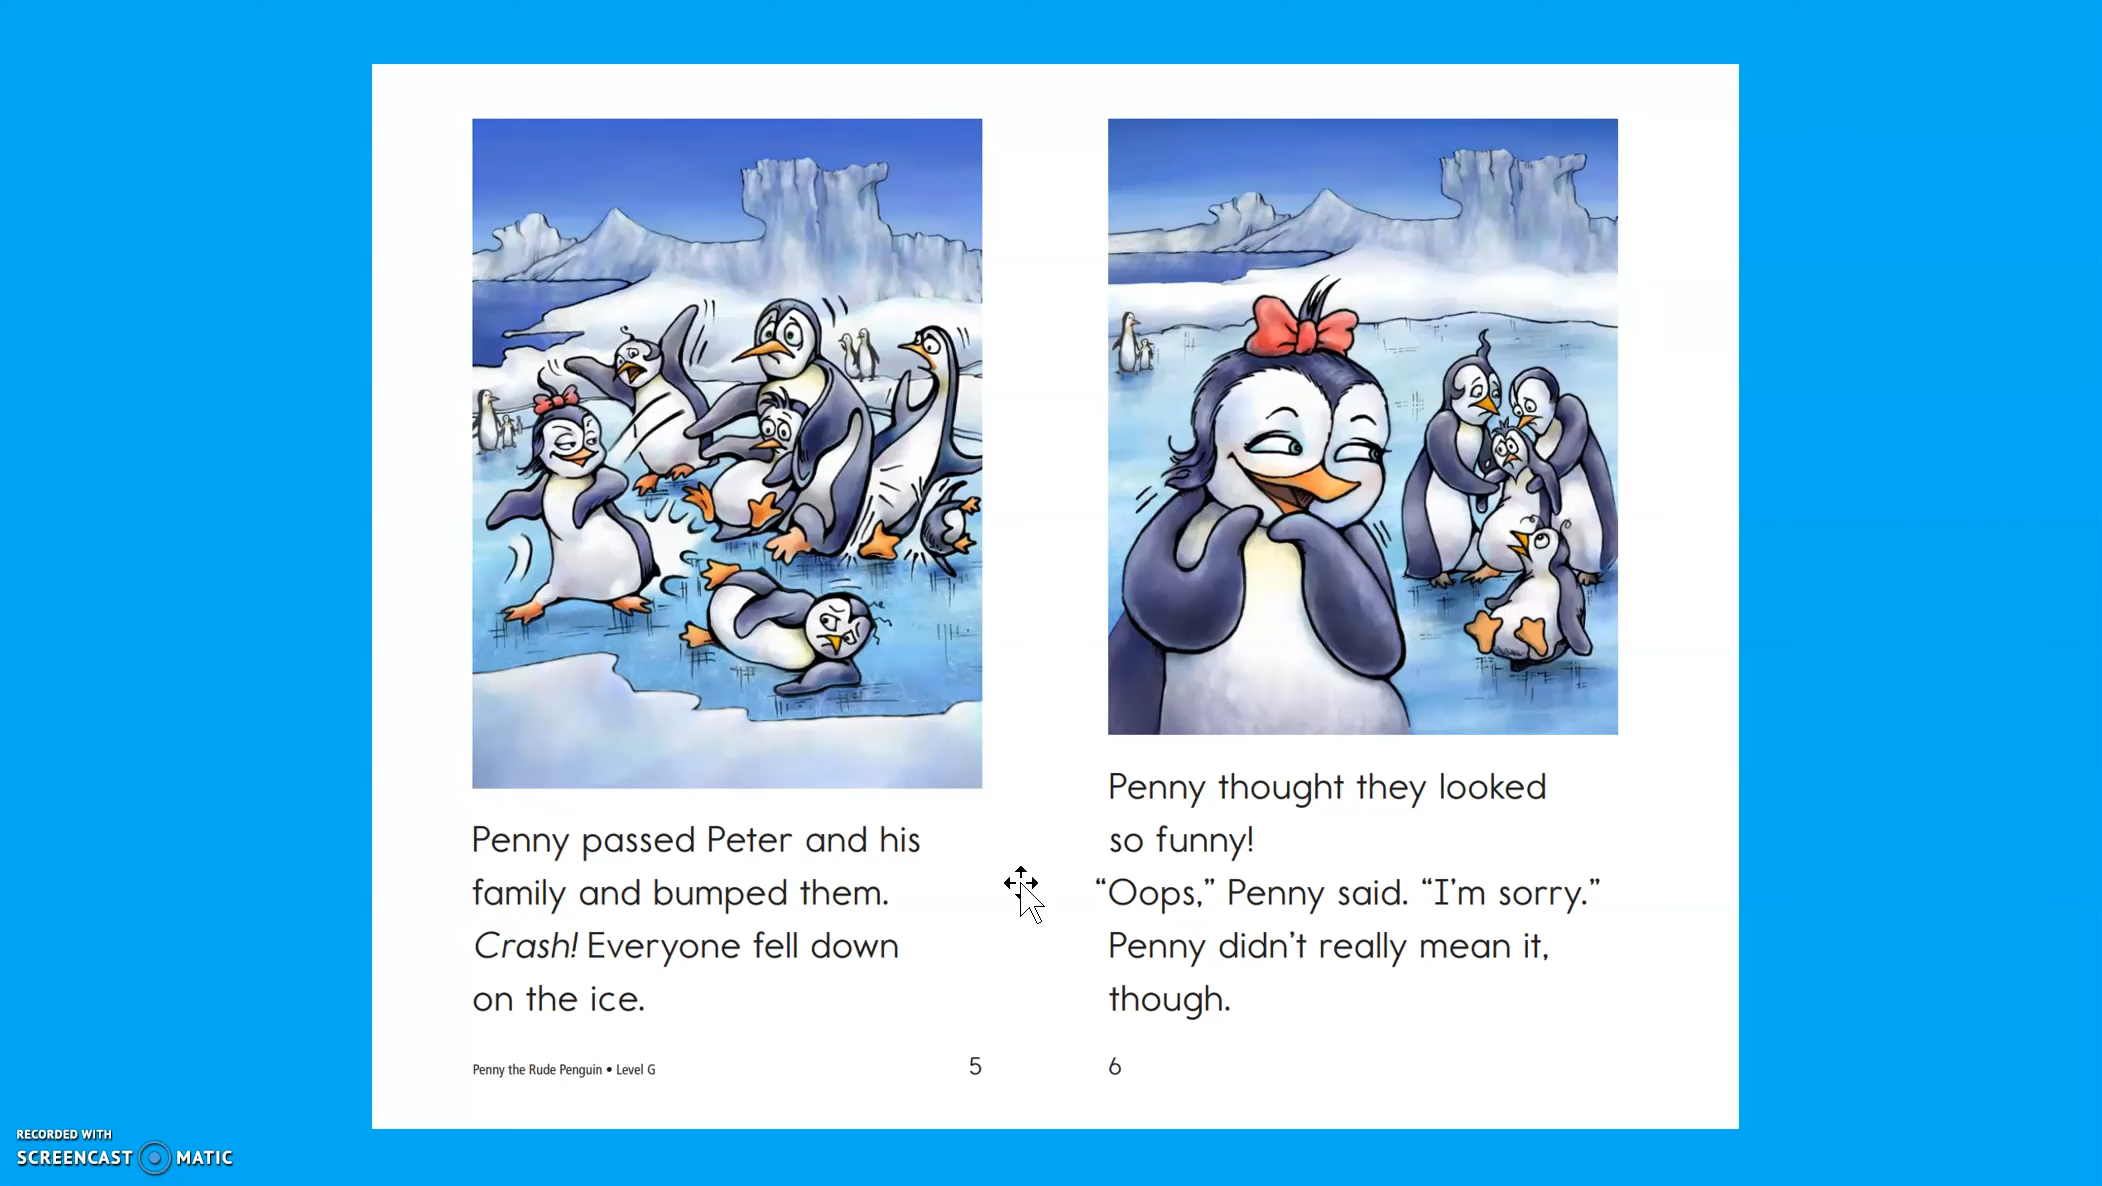 Penny passed Peter and his
family and bumped them.
Crash! Everyone fell down
on the ice.
Penny the Rude Penguin • Level G
5
Penny thought they looked
so funny!
“Oops,” Penny said. “I’m sorry.”
Penny didn’t really mean it,
though.
6
RECORDED WITH
SCREENCAST MATIC